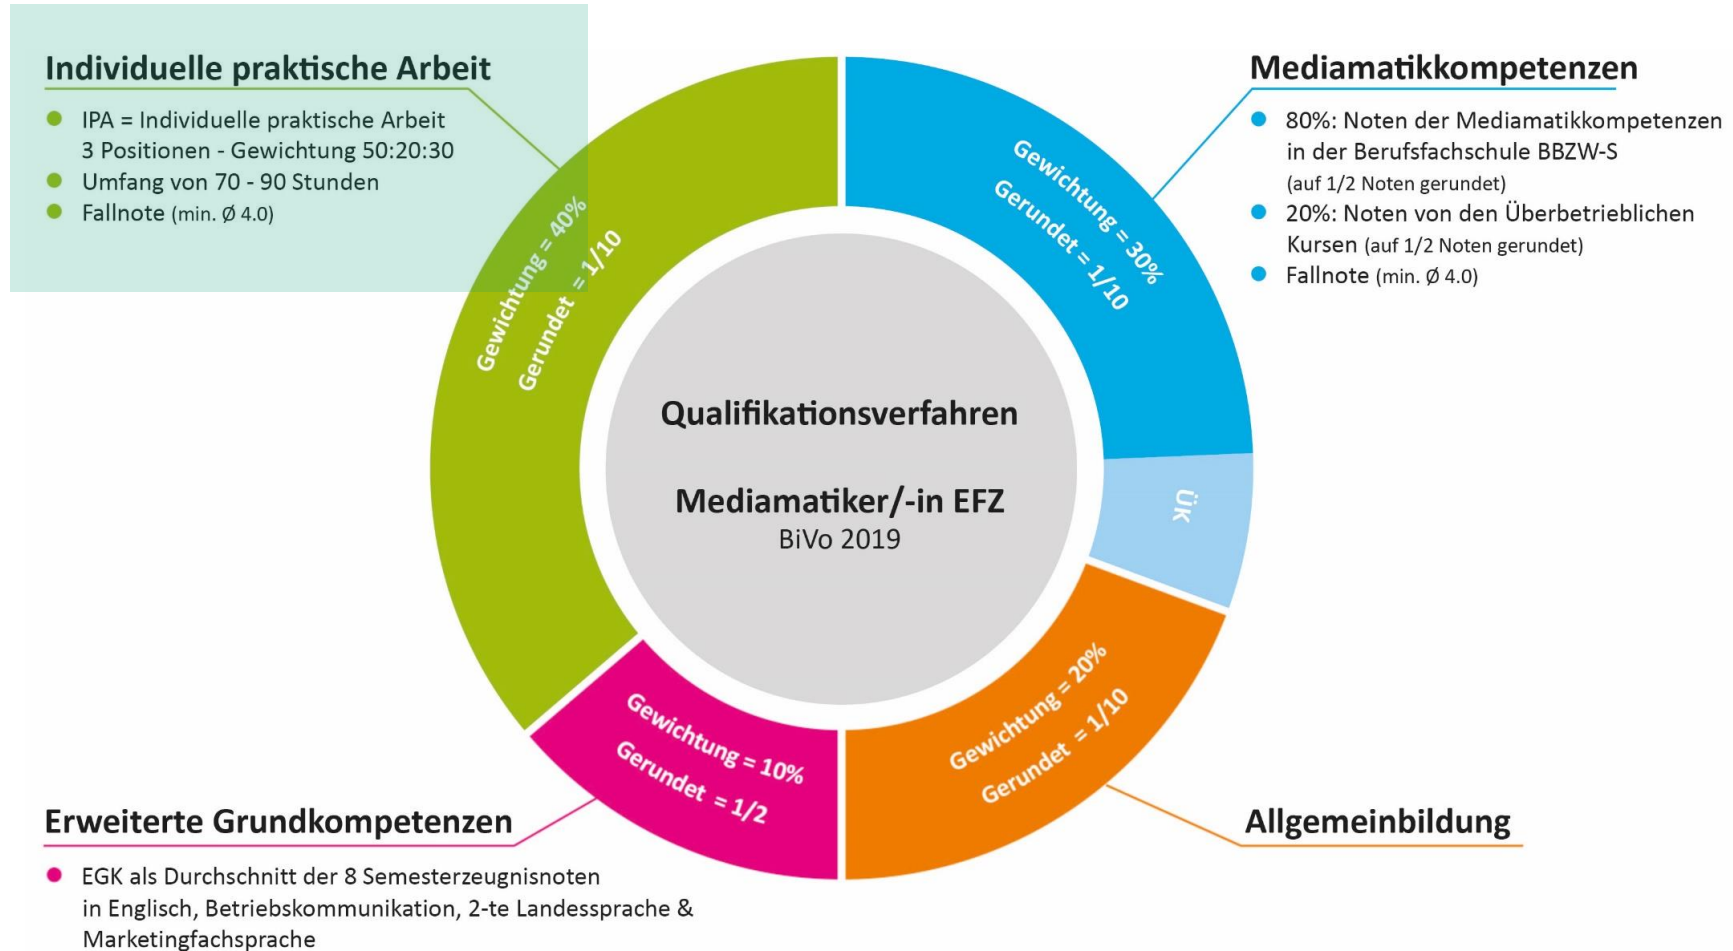 Individuelle praktische Arbeit
IPA = Individuelle praktische Arbeit
3 Positionen - Gewichtung 50:20:30
Umfang von 70 - 90 Stunden
Fallnote (min. Ø 4.0)
Gewichtung = 40%
Gerundet = 1/10
Mediamatikkompetenzen
80%: Noten der Mediamatikkompetenzen
in der Berufsfachschule BBZW-S
(auf 1/2 Noten gerundet)
20%: Noten von den Überbetrieblichen
Kursen (auf 1/2 Noten gerundet)
Fallnote (min. Ø 4.0)
Gewichtung = 30%
Gerundet = 1/10
ÜK
Qualifikationsverfahren
Mediamatiker/-in EFZ
BiVo 2019
Gewichtung = 20%
Gerundet = 1/10
Allgemeinbildung
Gewichtung = 10%
Gerundet = 1/2
Erweiterte Grundkompetenzen
EGK als Durchschnitt der 8 Semesterzeugnisnoten
in Englisch, Betriebskommunikation, 2-te Landessprache &
Marketingfachsprache